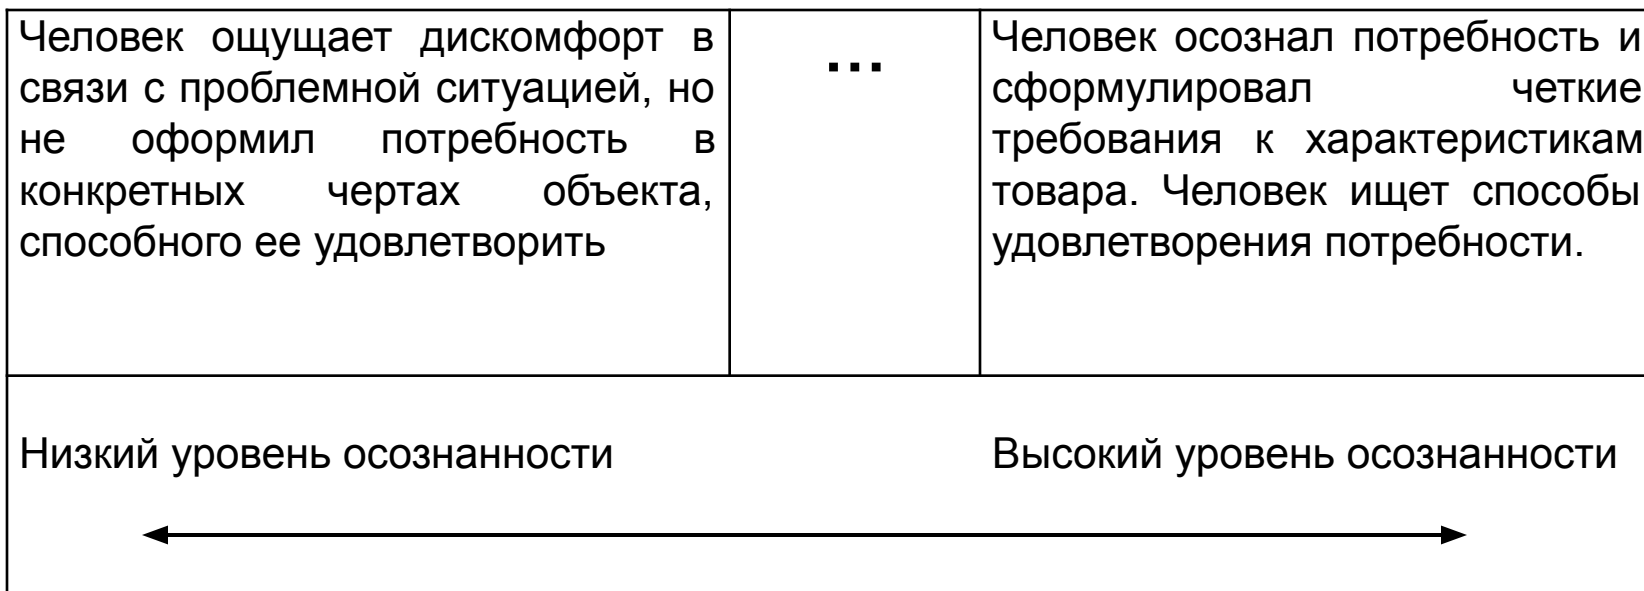 Человек ощущает дискомфорт в
связи с проблемной ситуацией, но
не оформил потребность в
конкретных чертах объекта,
способного ее удовлетворить
...
Человек осознал потребность и
сформулировал четкие
требования к характеристикам
товара. Человек ищет способы
удовлетворения потребности.
Низкий уровень осознанности
Высокий уровень осознанности